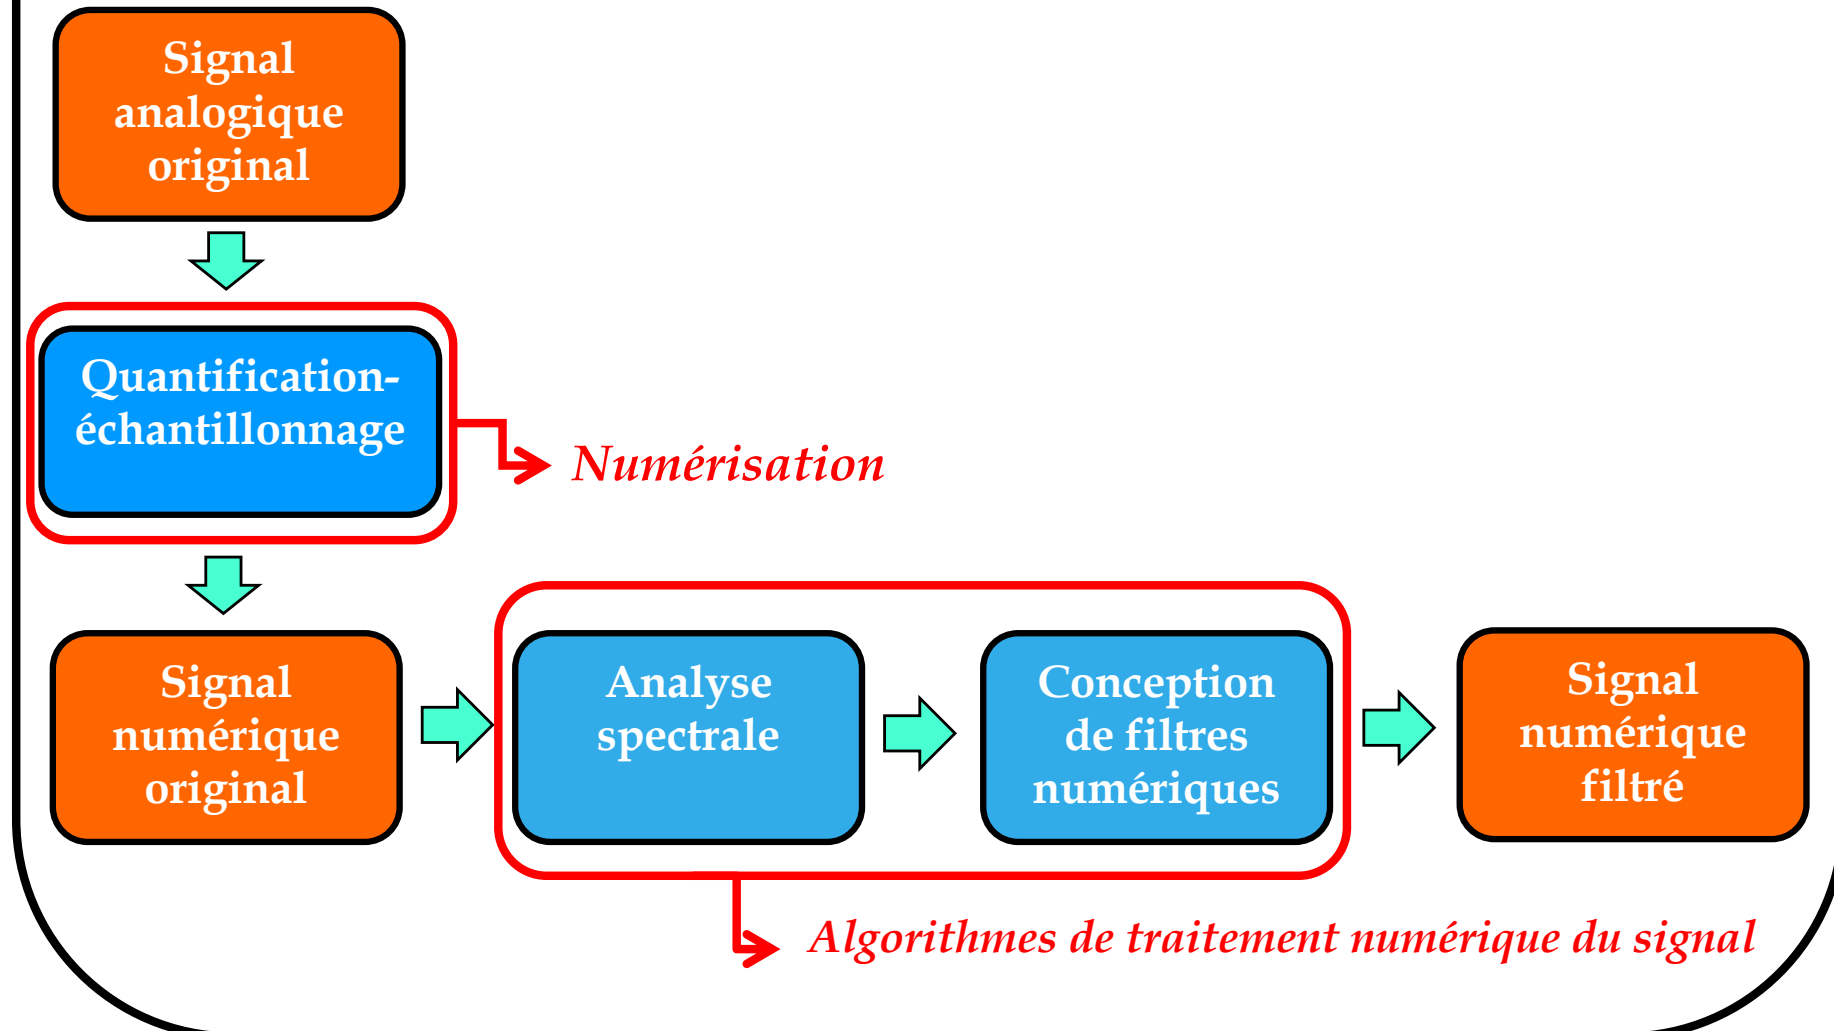 Signal
analogique
original
Quantification-
échantillonnage
Numérisation
Signal
numérique
original
Analyse
spectrale
Conception
de filtres
numériques
Signal
numérique
filtré
Algorithmes de traitement numérique du signal